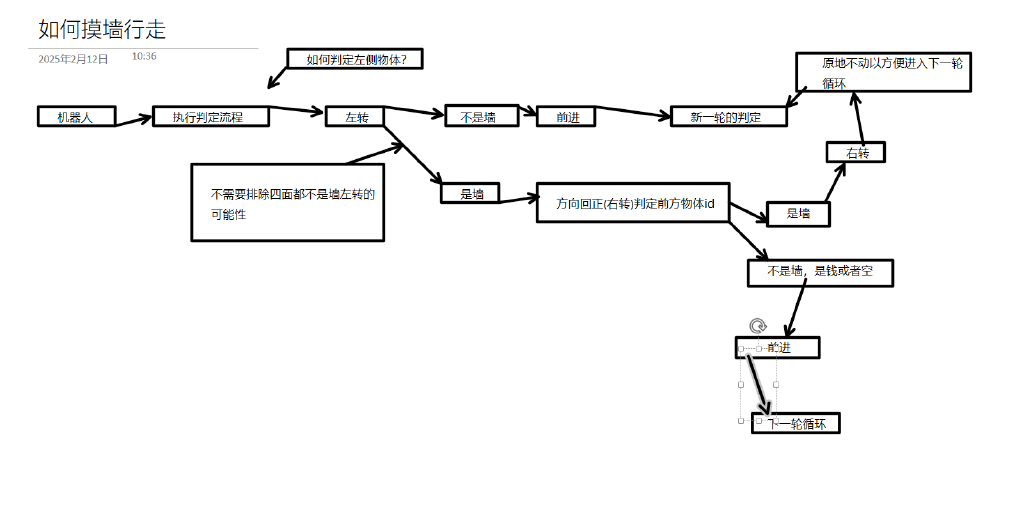 如何摸墙行走
2025年2月12日 10:36
如何判定左侧物体？
原地不动以方便进入下一轮
循环
机器人
执行判定流程
左转
不是墙
前进
新一轮的判定
右转
不需要排除四面都不是墙左转的
可能性
是墙
方向回正(右转)判定前方物体id
是墙
不是墙，是钱或者空
前进
下一轮循环